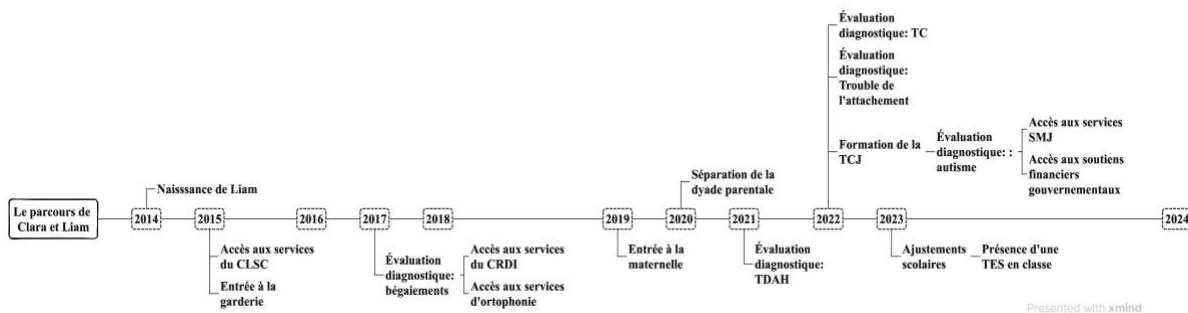 Le parcours de
Clara et Liam
2014
Naisssance de Liam
2015
Accès aux services
du CLSC
Entrée à la
garderie
2016
2017
Évaluation
diagnostique:
bégaiements
Accès aux services
du CRDI
Accès aux services
d'ortophonie
2018
2019
Entrée à la
maternelle
2020
Séparation de la
dyade parentale
2021
Évaluation
diagnostique:
TDAH
2022
Évaluation
diagnostique: TC
Évaluation
diagnostique:
Trouble de
l'attachement
Formation de la
TCJ
Évaluation
diagnostique: :
autisme
Accès aux services
SMJ
Accès aux soutiens
financiers
gouvernementaux
2023
Ajustements
scolaires
Présence d'une
TES en classe
2024
Presented with xmind